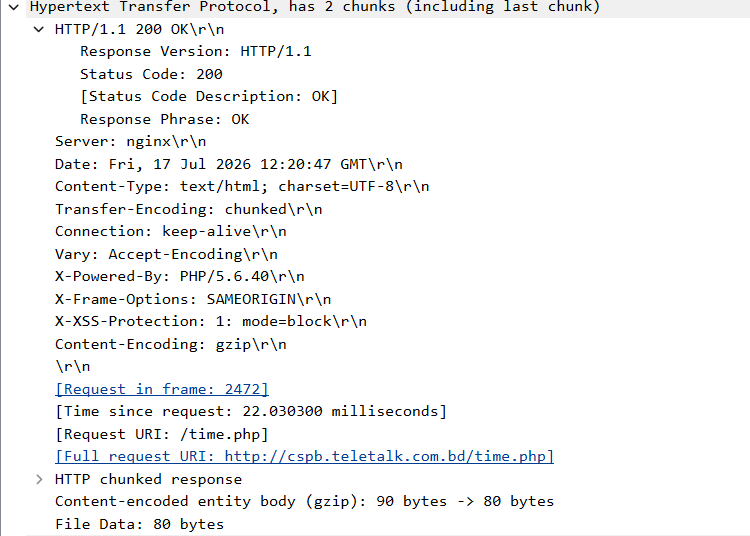 Hypertext Transfer Protocol, has 2 chunks (including last chunk)
HTTP/1.1 200 OK\r\n
Response Version: HTTP/1.1
Status Code: 200
[Status Code Description: OK]
Response Phrase: OK
Server: nginx\r\n
Date: Fri, 17 Jul 2026 12:20:47 GMT\r\n
Content-Type: text/html; charset=UTF-8\r\n
Transfer-Encoding: chunked\r\n
Connection: keep-alive\r\n
Vary: Accept-Encoding\r\n
X-Powered-By: PHP/5.6.40\r\n
X-Frame-Options: SAMEORIGIN\r\n
X-XSS-Protection: 1: mode=block\r\n
Content-Encoding: gzip\r\n
\r\n
[Request in frame: 2472]
[Time since request: 22.030300 milliseconds]
[Request URI: /time.php]
[Full request URI: http://cspb.teletalk.com.bd/time.php]
HTTP chunked response
Content-encoded entity body (gzip): 90 bytes -> 80 bytes
File Data: 80 bytes